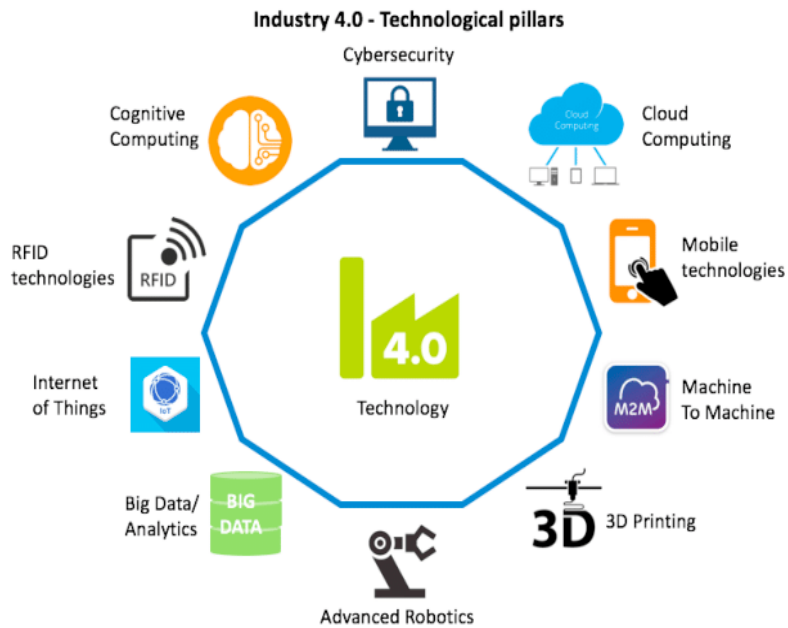 Industry 4.0 - Technological pillars
Cybersecurity
Cloud
Computing
Cloud
Computing
Mobile
technologies
M2M
Machine
To Machine
3D
3D Printing
Advanced Robotics
BIG
DATA
Big Data/
Analytics
IoT
Internet
of Things
RFID
RFID
technologies
Cognitive
Computing
4.0
Technology